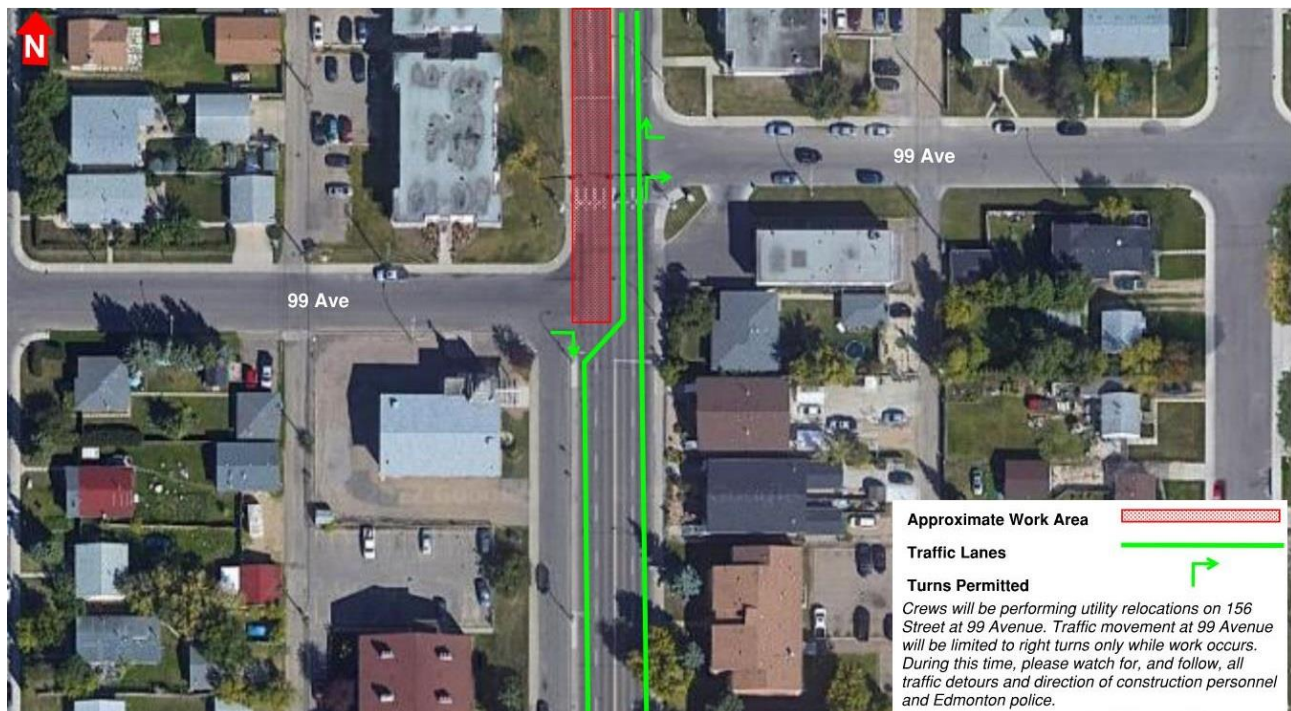 N
99 Ave
99 Ave
Approximate Work Area
Traffic Lanes
Turns Permitted
Crews will be performing utility relocations on 156
Street at 99 Avenue. Traffic movement at 99 Avenue
will be limited to right turns only while work occurs.
During this time, please watch for, and follow, all
traffic detours and direction of construction personnel
and Edmonton police.